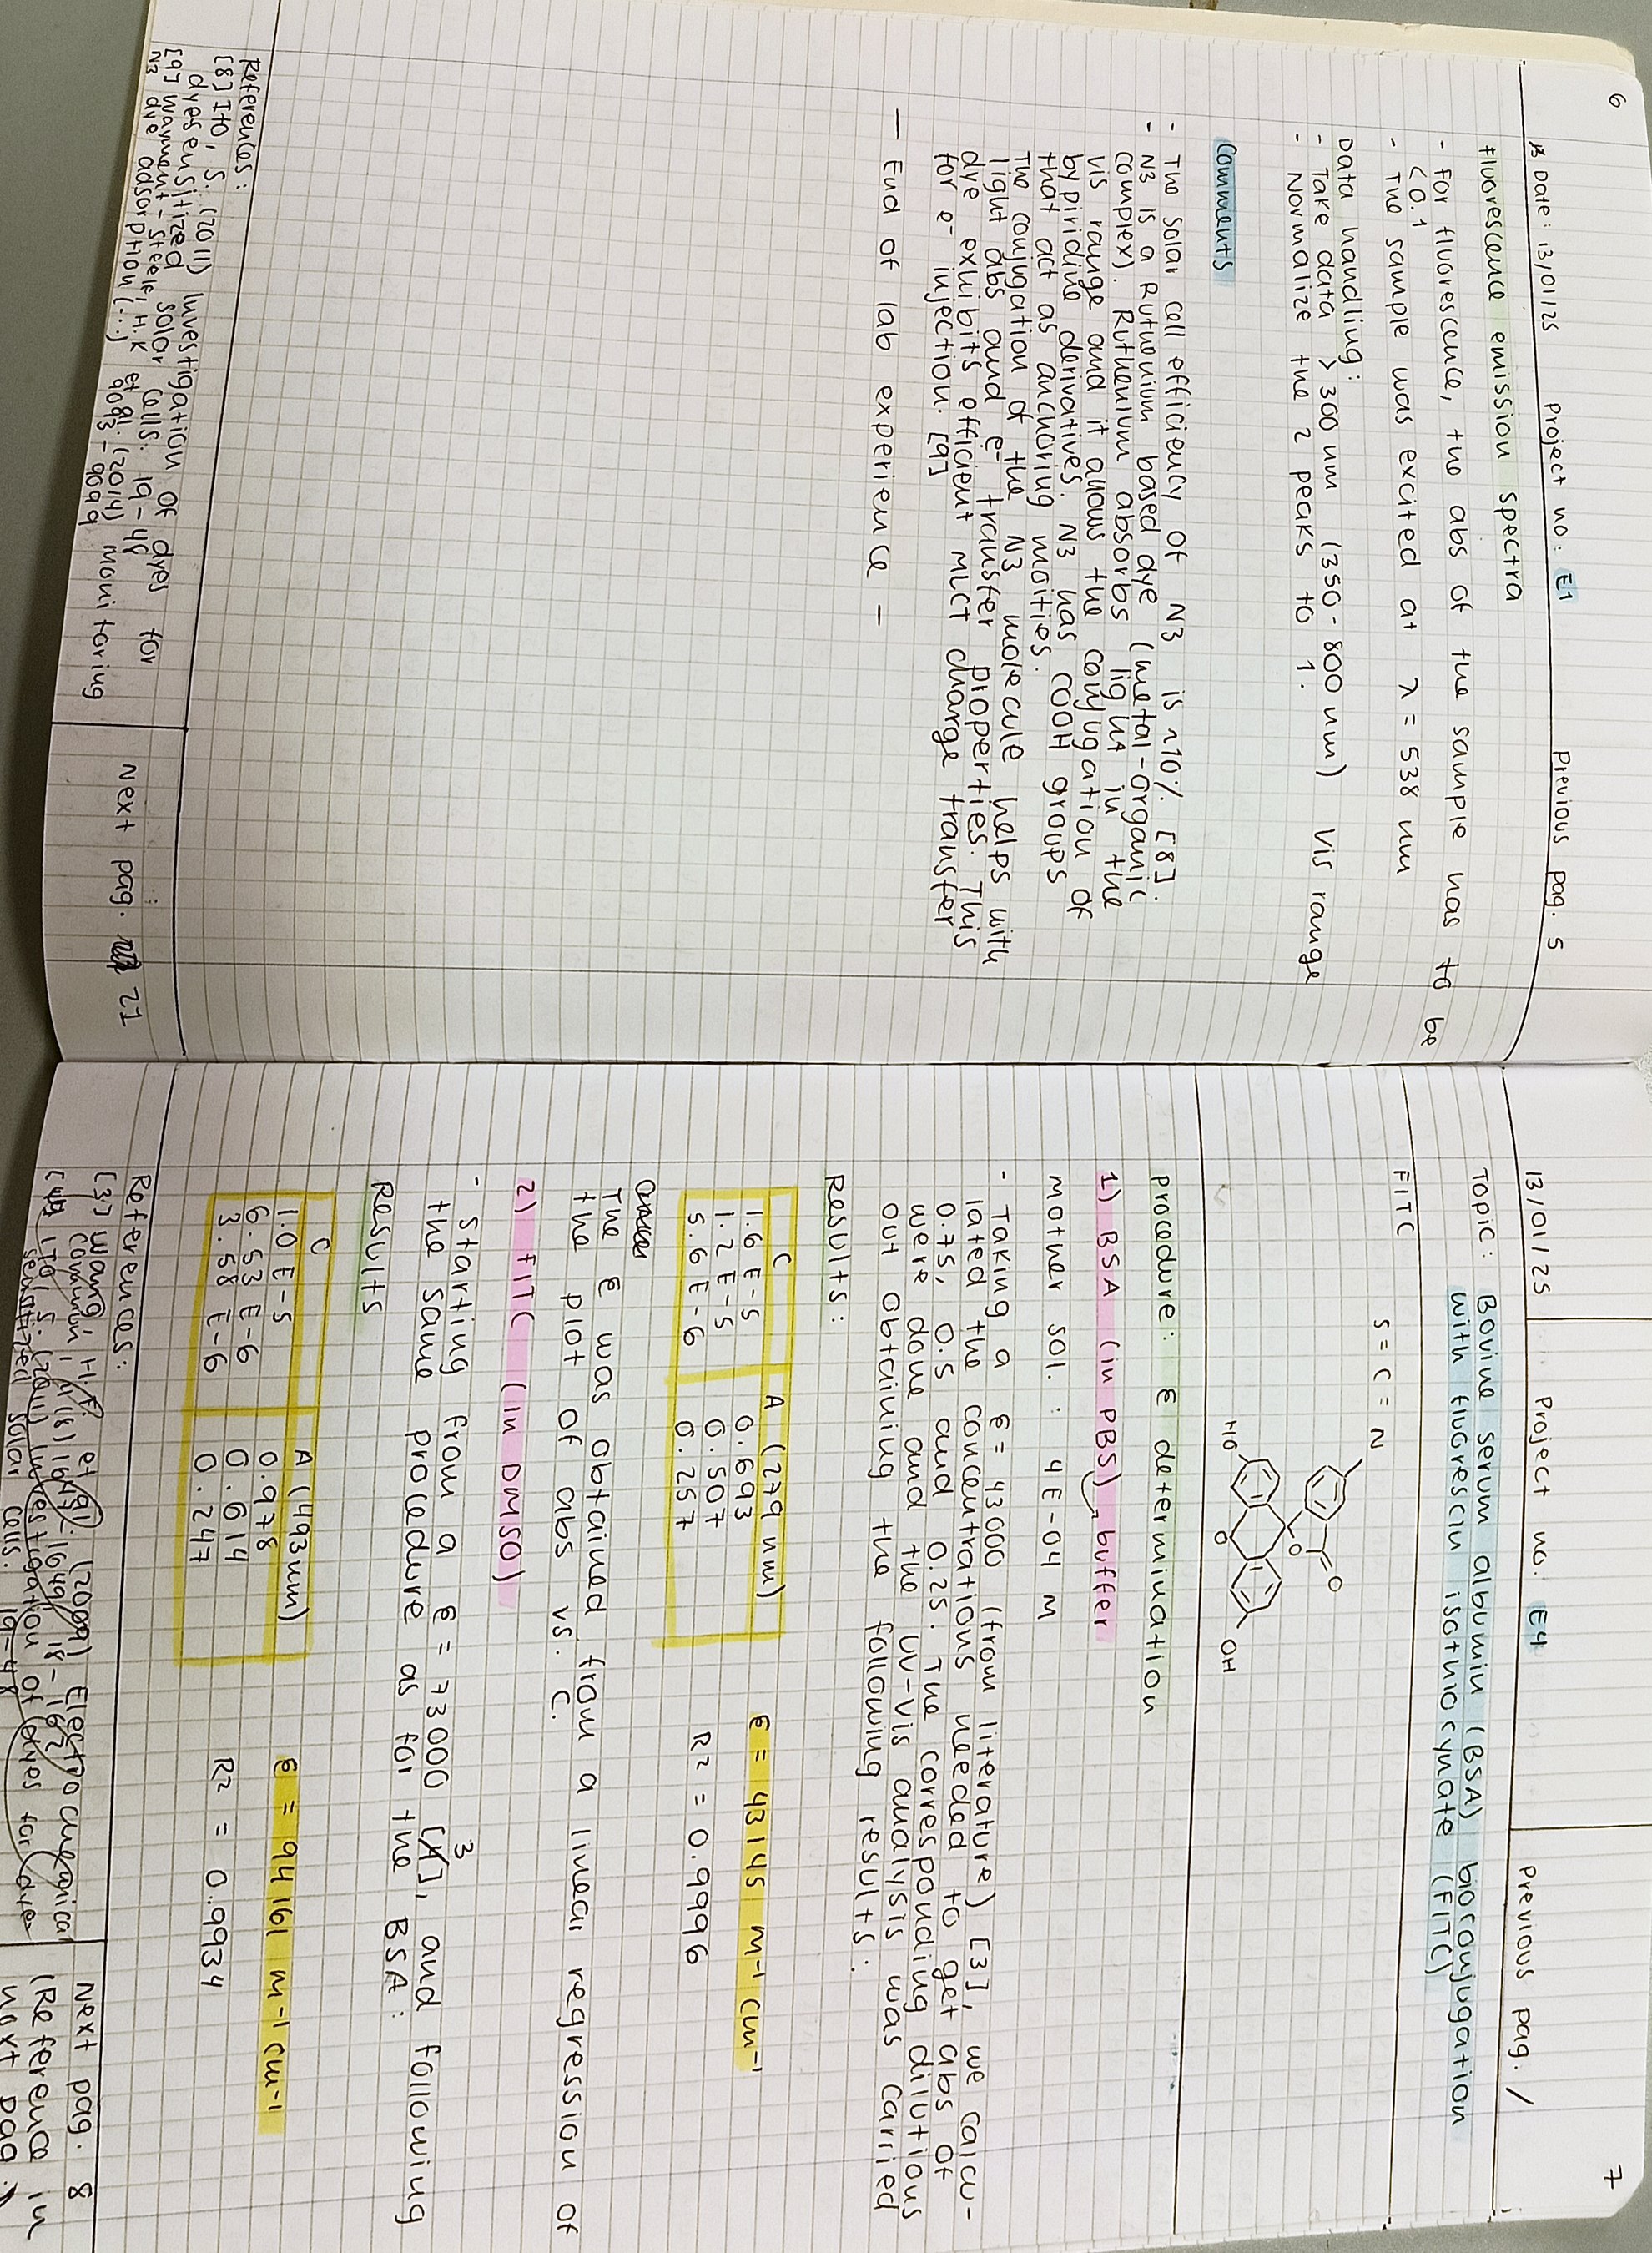 6
Date: 13/01/25 Project no: E1 Previous pag. 5
Fluorescence emission spectra
- For fluorescence, the abs of the sample has to be
<0.1
- The sample was excited at λ = 538 nm
Data handling:
- Take data > 300 nm (350-800 nm) Vis range
- Normalize the 2 peaks to 1.
Comments
- The solar cell efficiency of N3 is ~10%. [8].
- N3 is a Ruthenium based dye (metal-organic
complex). Ruthenium absorbs light in the
vis range and it allows the conjugation of
bypiridine derivatives. N3 has COOH groups
that act as anchoring moities.
The conjugation of the N3 molecule helps with
light abs and e⁻ transfer properties. This
dye exhibits efficient MLCT charge transfer
for e⁻ injection. [9]
— End of lab experience —
References:
[8] Ito, S. (2011) Investigation of dyes for
dyesensitized solar cells: 19-48
[9] Wayment-Steele, H.K et al. (2014) Monitoring
N3 dye adsorption (...) 9093-9099
Next pag. 21
7
13/01/25 Project no: E4 Previous pag. /
Topic: Bovine serum albumin (BSA) bioconjugation
with fluorescin isothiocynate (FITC)
FITC
S=C=N
O
O
HO
O
OH
Procedure: ε determination
1) BSA (in PBS) → buffer
Mother sol. : 4E-04 M
- Taking a ε = 43000 (from literature) [3], we calcu-
lated the concentrations needed to get abs of
0.75, 0.5 and 0.25. The corresponding dilutions
were done and the UV-Vis analysis was carried
out obtaining the following results:
Results:
C A (279 nm)
1.6 E-5 0.693
1.2 E-5 0.507
5.6 E-6 0.257
ε = 43145 M⁻¹ cm⁻¹
R² = 0.9996
The ε was obtained from a linear regression of
the plot of abs vs. C.
2) FITC (in DMSO)
- Starting from a ε = 73000 [3], and following
the same procedure as for the BSA:
Results
C A (493nm)
1.0 E-5 0.978
6.53 E-6 0.614
3.58 E-6 0.247
ε = 94161 M⁻¹ cm⁻¹
R² = 0.9934
References:
[3] Wang, H.F. et al. (2009) Electrochemical
Commun, 11(8) 1647-1649
Ito, S. (2011) Investigation of dyes for dye
sensitized solar cells. 19-48
Next pag. 8
(Reference in
next pag.)